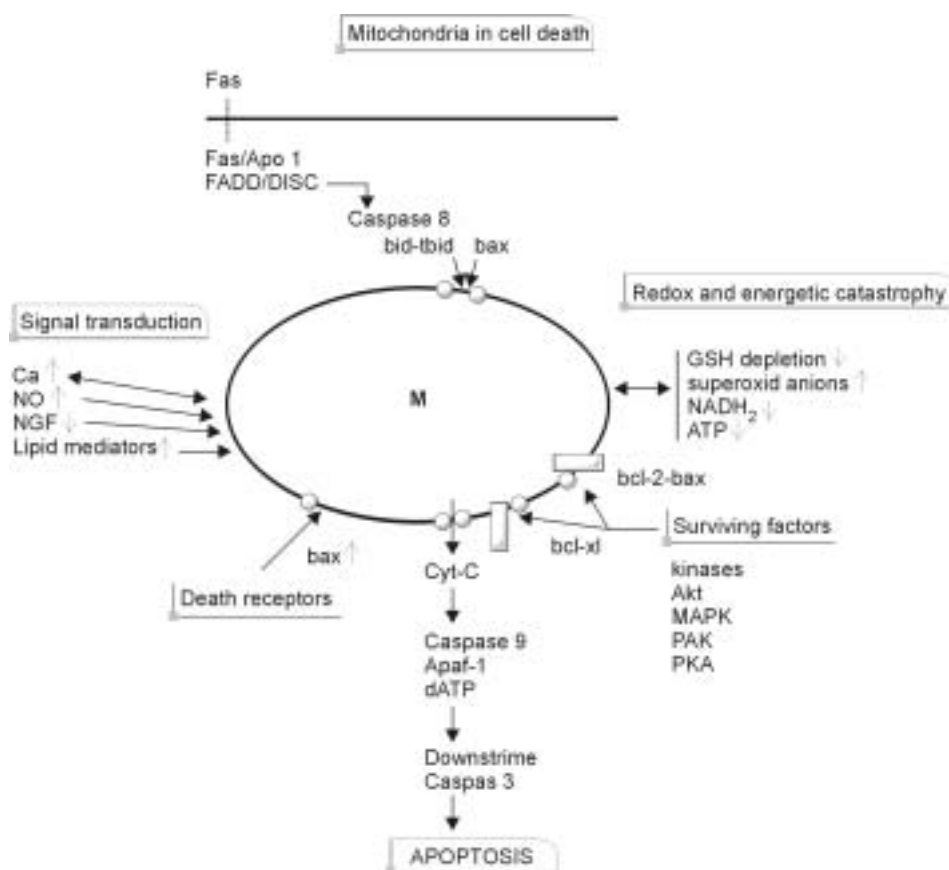 Mitochondria in cell death
Fas
Fas/Apo 1
FADD/DISC
Caspase 8
bid-tbid bax
Redox and energetic catastrophy
Signal transduction
GSH depletion ↓
superoxid anions ↑
NADH₂ ↓
ATP ↓
Ca ↑
NO ↑
NGF ↓
Lipid mediators ↑
M
bcl-2-bax
Surviving factors
bcl-xl
bax ↑
Death receptors
Cyt-C
kinases
Akt
MAPK
PAK
PKA
Caspase 9
Apaf-1
dATP
Downstrime
Caspas 3
APOPTOSIS